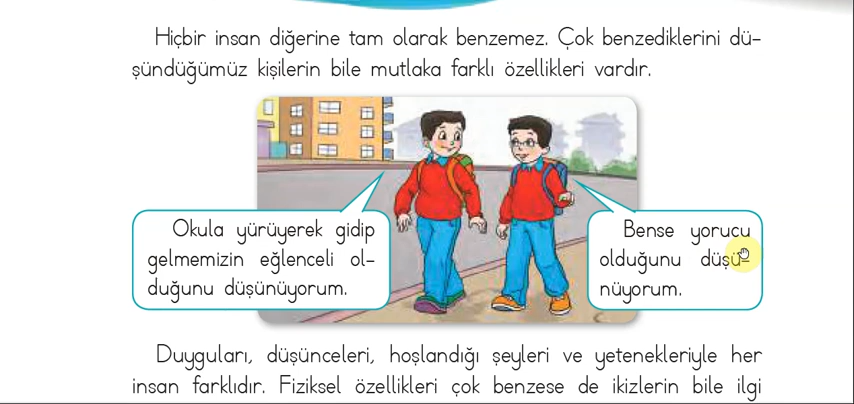 Hiçbir insan diğerine tam olarak benzemez. Çok benzediklerini dü-
şündüğümüz kişilerin bile mutlaka farklı özellikleri vardır.
Okula yürüyerek gidip
gelmemizin eğlenceli ol-
duğunu düşünüyorum.
Bense yorucu
olduğunu düşü-
nüyorum.
Duyguları, düşünceleri, hoşlandığı şeyleri ve yetenekleriyle her
insan farklıdır. Fiziksel özellikleri çok benzese de ikizlerin bile ilgi